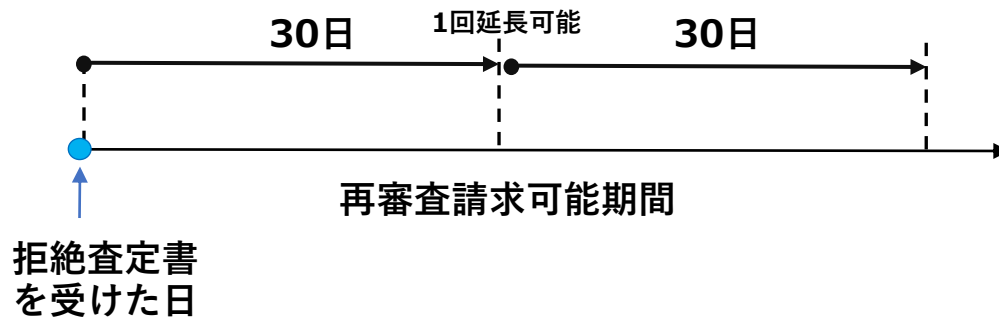 30日
1回延長可能
30日
再審査請求可能期間
拒絶査定書
を受けた日